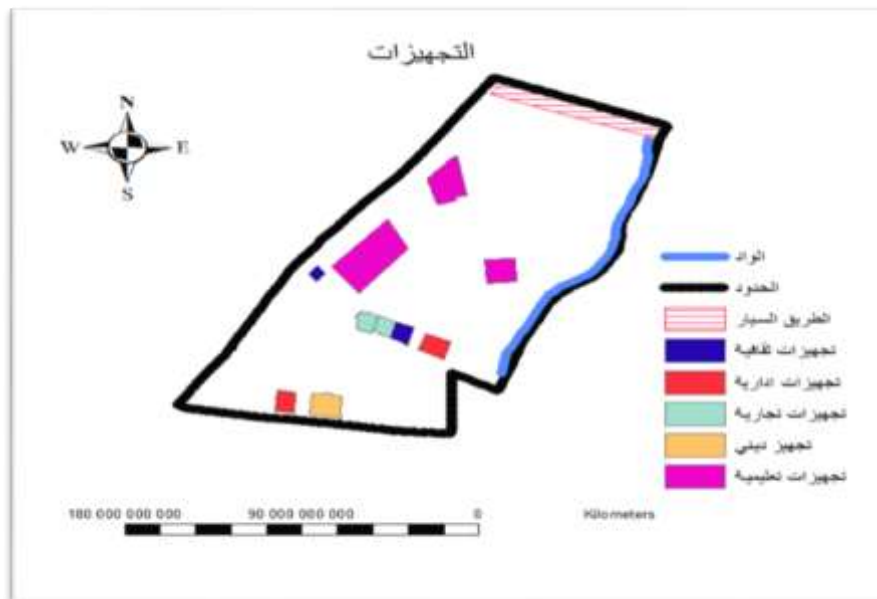 التجهيزات
N
W E
S
الواد
الحدود
الطريق السيار
تجهيزات ثقافية
تجهيزات ادارية
تجهيزات تجارية
تجهيز ديني
تجهيزات تعليمية
180 000 000 000 90 000 000 000 0 Kilometers